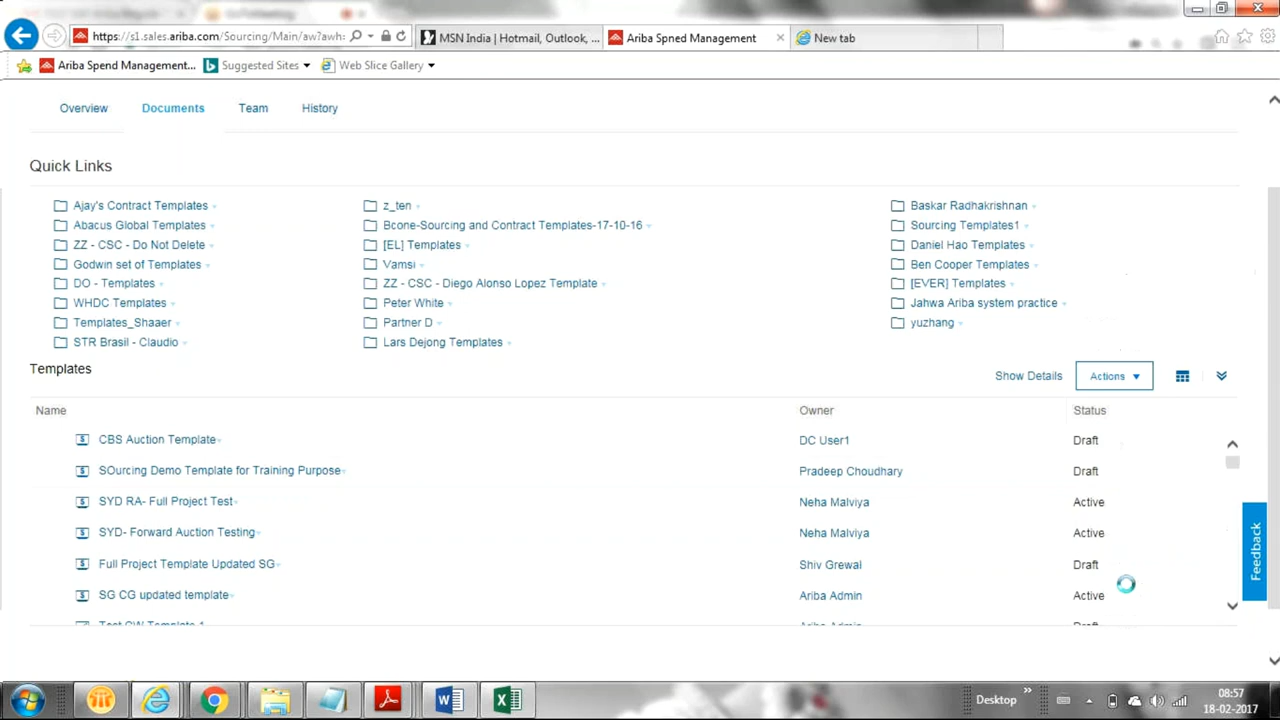 https://s1.sales.ariba.com/Sourcing/Main/aw?awh:
MSN India | Hotmail, Outlook, ...
Ariba Spned Management
New tab
Ariba Spend Management...
Suggested Sites
Web Slice Gallery
Overview
Documents
Team
History
Quick Links
Ajay's Contract Templates
z_ten
Baskar Radhakrishnan
Abacus Global Templates
Bcone-Sourcing and Contract Templates-17-10-16
Sourcing Templates1
ZZ - CSC - Do Not Delete
[EL] Templates
Daniel Hao Templates
Godwin set of Templates
Vamsi
Ben Cooper Templates
DO - Templates
ZZ - CSC - Diego Alonso Lopez Template
[EVER] Templates
WHDC Templates
Peter White
Jahwa Ariba system practice
Templates_Shaaer
Partner D
yuzhang
STR Brasil - Claudio
Lars Dejong Templates
Templates
Show Details
Actions
Name
Owner
Status
CBS Auction Template
DC User1
Draft
SOurcing Demo Template for Training Purpose
Pradeep Choudhary
Draft
SYD RA- Full Project Test
Neha Malviya
Active
SYD- Forward Auction Testing
Neha Malviya
Active
Full Project Template Updated SG
Shiv Grewal
Draft
SG CG updated template
Ariba Admin
Active
Test CW Template 1
Ariba Admin
Draft
Feedback
Desktop
08:57
18-02-2017